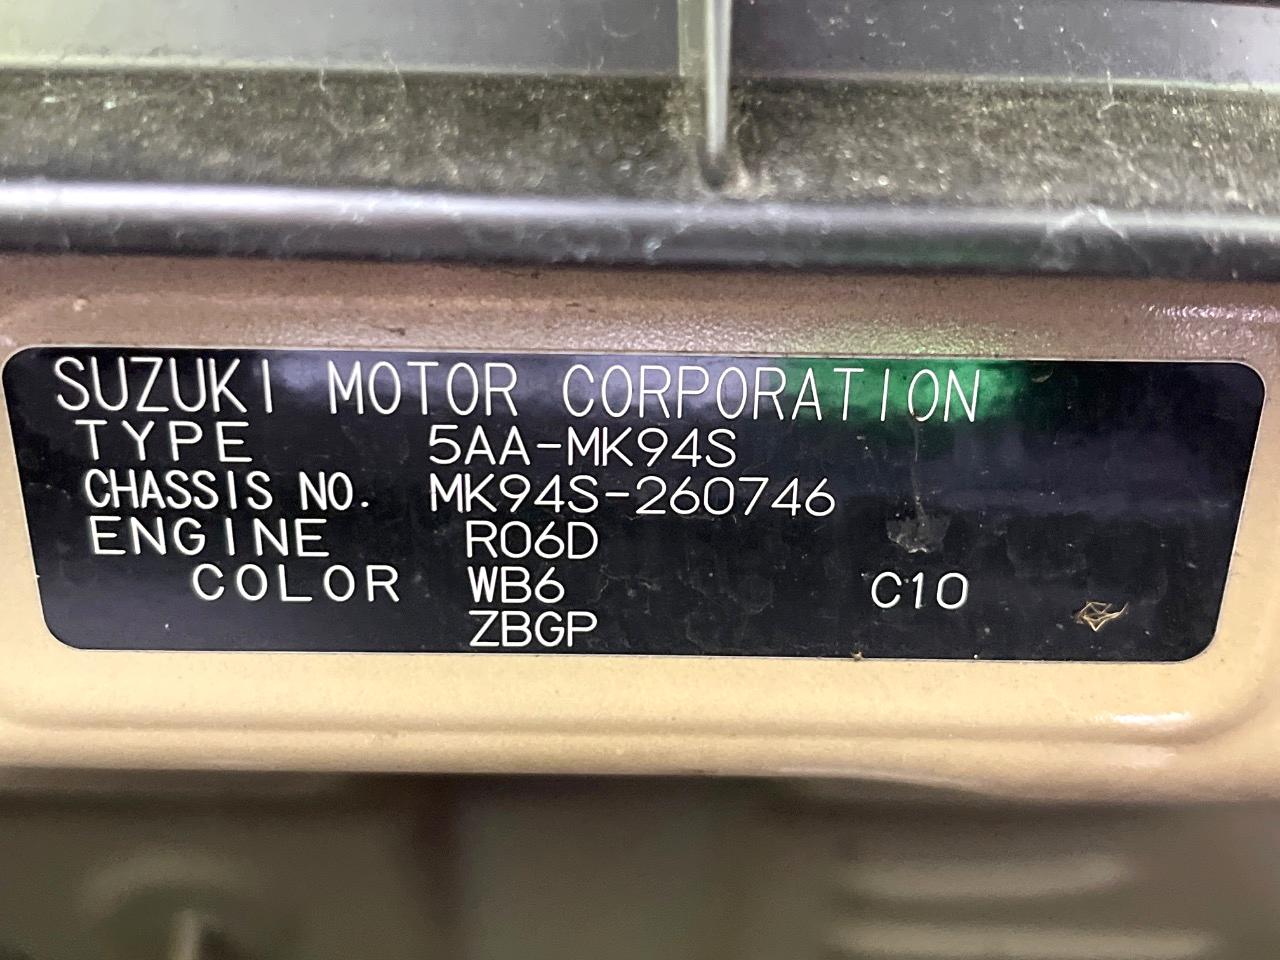 SUZUKI MOTOR CORPORATION
TYPE 5AA-MK94S
CHASSIS NO. MK94S-260746
ENGINE R06D
COLOR WB6 C10
ZBGP